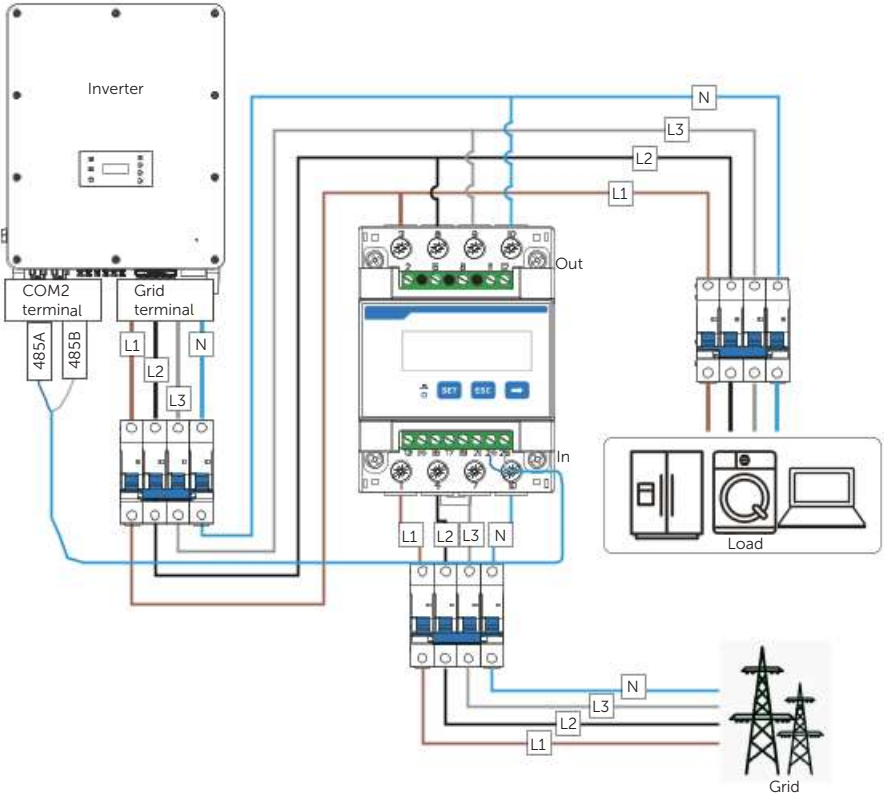 Inverter
N
L3
L2
L1
Out
COM2
terminal
Grid
terminal
485A
485B
L1
L2
L3
N
SET
ESC
In
L1
L2
L3
N
Load
N
L3
L2
L1
Grid